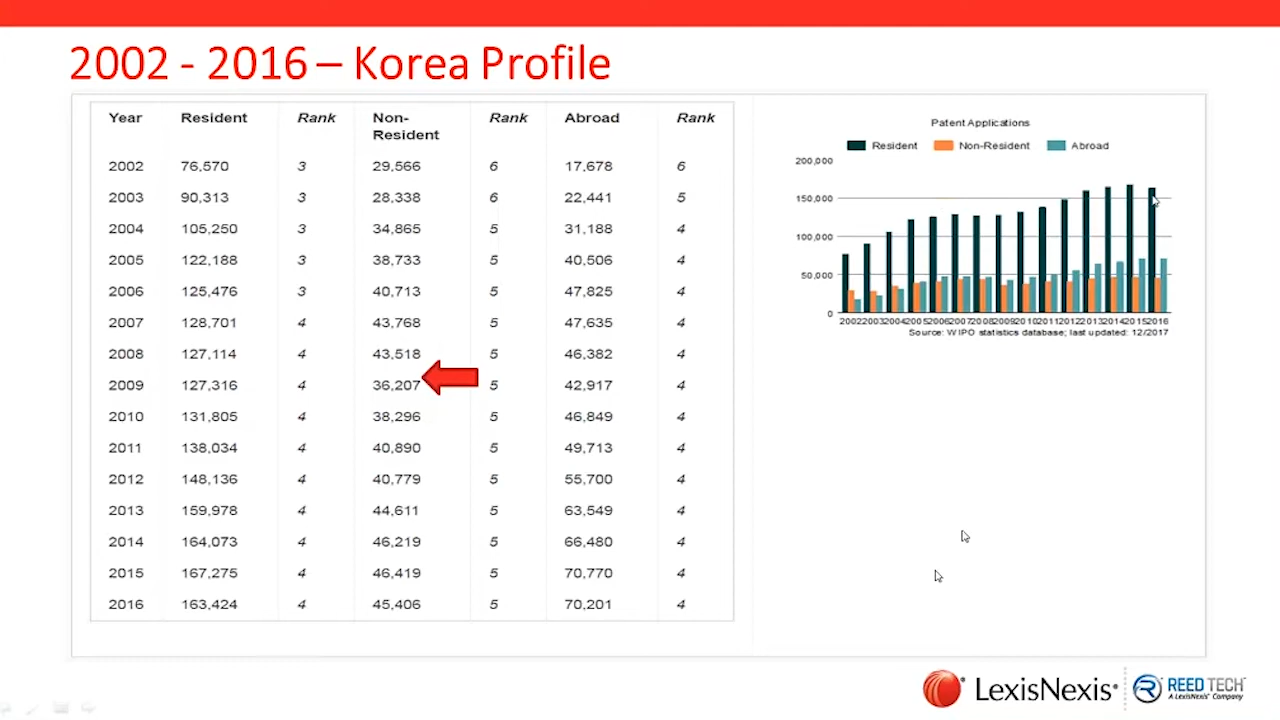 2002 - 2016 – Korea Profile
Year Resident Rank Non-Resident Rank Abroad Rank
2002 76,570 3 29,566 6 17,678 6
2003 90,313 3 28,338 6 22,441 5
2004 105,250 3 34,865 5 31,188 4
2005 122,188 3 38,733 5 40,506 4
2006 125,476 3 40,713 5 47,825 4
2007 128,701 4 43,768 5 47,635 4
2008 127,114 4 43,518 5 46,382 4
2009 127,316 4 36,207 5 42,917 4
2010 131,805 4 38,296 5 46,849 4
2011 138,034 4 40,890 5 49,713 4
2012 148,136 4 40,779 5 55,700 4
2013 159,978 4 44,611 5 63,549 4
2014 164,073 4 46,219 5 66,480 4
2015 167,275 4 46,419 5 70,770 4
2016 163,424 4 45,406 5 70,201 4
Patent Applications
Resident Non-Resident Abroad
200,000
150,000
100,000
50,000
0
2002 2003 2004 2005 2006 2007 2008 2009 2010 2011 2012 2013 2014 2015 2016
Source: WIPO statistics database; last updated: 12/2017
LexisNexis®
REED TECH™
A LexisNexis® Company